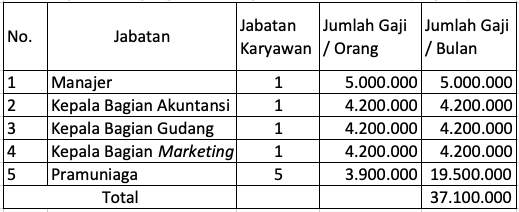 No. Jabatan Jabatan Karyawan Jumlah Gaji / Orang Jumlah Gaji / Bulan
1 Manajer 1 5.000.000 5.000.000
2 Kepala Bagian Akuntansi 1 4.200.000 4.200.000
3 Kepala Bagian Gudang 1 4.200.000 4.200.000
4 Kepala Bagian Marketing 1 4.200.000 4.200.000
5 Pramuniaga 5 3.900.000 19.500.000
Total 37.100.000